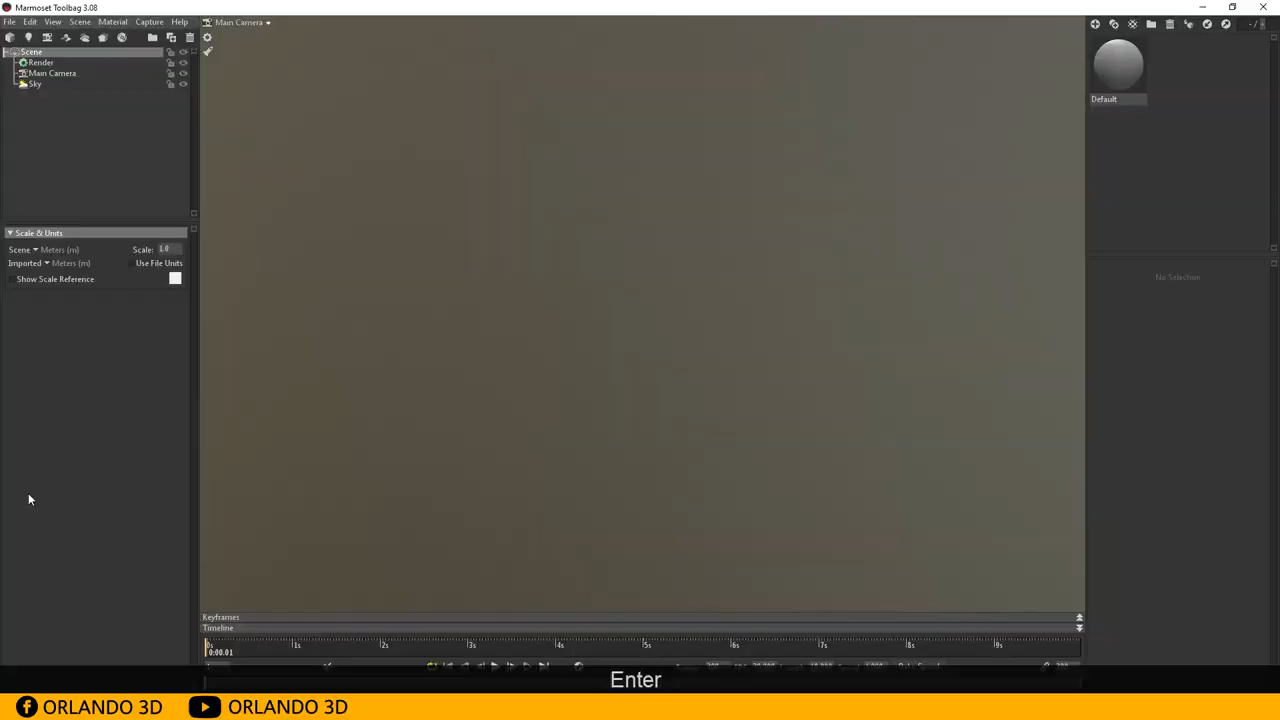 Marmoset Toolbag 3.08
File Edit View Scene Material Capture Help
Main Camera
Scene
Render
Main Camera
Sky
Default
Scale & Units
Scene Meters (m) Scale: 1.0
Imported Meters (m) Use File Units
Show Scale Reference
No Selection
Keyframes
Timeline
0s 1s 2s 3s 4s 5s 6s 7s 8s 9s
0:00.01
Enter
ORLANDO 3D ORLANDO 3D